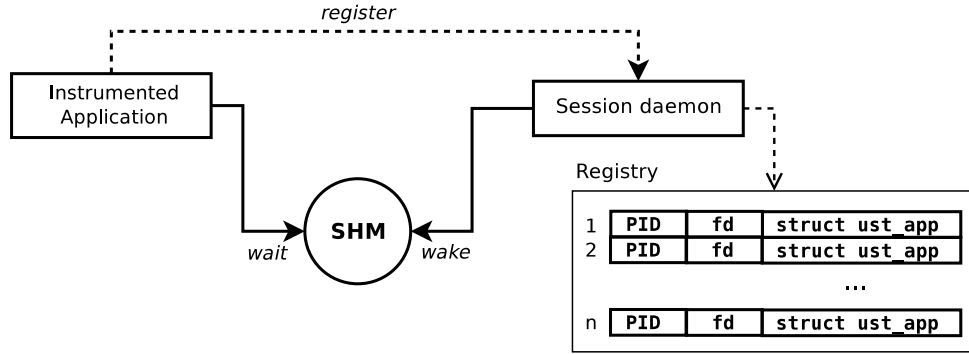 register
Instrumented
Application
Session daemon
Registry
SHM
wait
wake
1 PID fd struct ust_app
2 PID fd struct ust_app
...
n PID fd struct ust_app